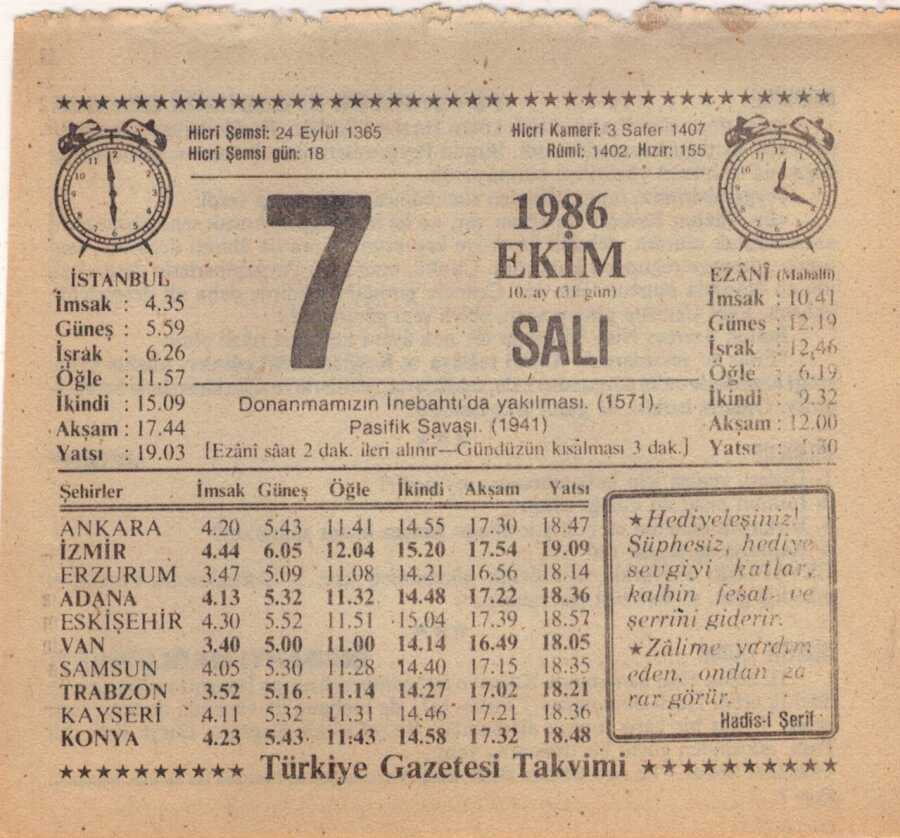 Hicrî Şemsî: 24 Eylül 1365
Hicrî Şemsî gün: 18
Hicrî Kamerî: 3 Safer 1407
Rûmî: 1402, Hızır: 155
7
1986
EKİM
10. ay (31 gün)
SALI
İSTANBUL
İmsak : 4.35
Güneş : 5.59
İşrak : 6.26
Öğle : 11.57
İkindi : 15.09
Akşam : 17.44
Yatsı : 19.03
EZÂNÎ (Mahallî)
İmsak : 10.41
Güneş : 12.19
İşrak : 12.46
Öğle : 6.19
İkindi : 9.32
Akşam : 12.00
Yatsı : 1.30
Donanmamızın İnebahtı'da yakılması. (1571),
Pasifik Savaşı. (1941)
[Ezânî sâat 2 dak. ileri alınır—Gündüzün kısalması 3 dak.]
Şehirler İmsak Güneş Öğle İkindi Akşam Yatsı
ANKARA 4.20 5.43 11.41 14.55 17.30 18.47
İZMİR 4.44 6.05 12.04 15.20 17.54 19.09
ERZURUM 3.47 5.09 11.08 14.21 16.56 18.14
ADANA 4.13 5.32 11.32 14.48 17.22 18.36
ESKİŞEHİR 4.30 5.52 11.51 15.04 17.39 18.57
VAN 3.40 5.00 11.00 14.14 16.49 18.05
SAMSUN 4.05 5.30 11.28 14.40 17.15 18.35
TRABZON 3.52 5.16 11.14 14.27 17.02 18.21
KAYSERİ 4.11 5.32 11.31 14.46 17.21 18.36
KONYA 4.23 5.43 11:43 14.58 17.32 18.48
★Hediyeleşiniz!
Şüphesiz, hediye
sevgiyi katlar,
kalbin fesat ve
şerrini giderir.
★Zâlime yardım
eden, ondan za
rar görür.
Hadis-i Şerif
Türkiye Gazetesi Takvimi